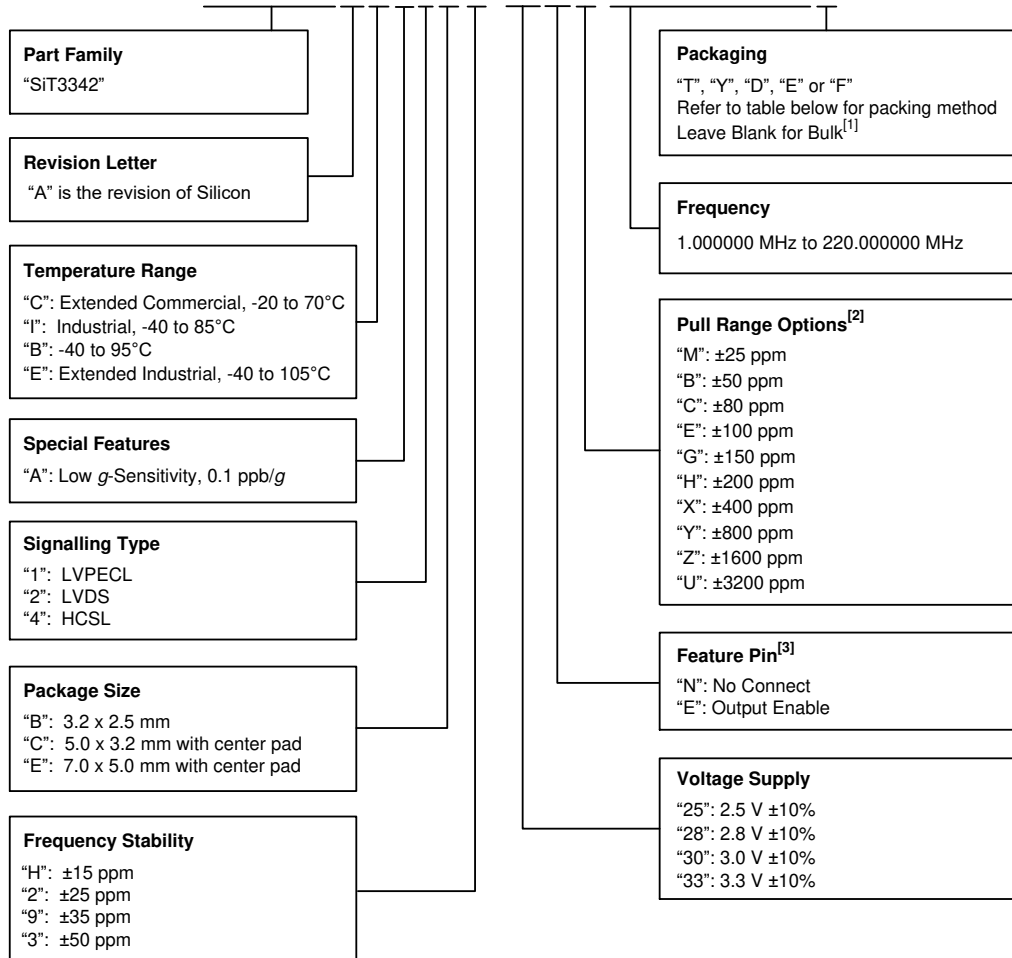 Part Family
“SiT3342”
Revision Letter
“A” is the revision of Silicon
Temperature Range
“C”: Extended Commercial, -20 to 70°C
“I”: Industrial, -40 to 85°C
“B”: -40 to 95°C
“E”: Extended Industrial, -40 to 105°C
Special Features
“A”: Low g-Sensitivity, 0.1 ppb/g
Signalling Type
“1”: LVPECL
“2”: LVDS
“4”: HCSL
Package Size
“B”: 3.2 x 2.5 mm
“C”: 5.0 x 3.2 mm with center pad
“E”: 7.0 x 5.0 mm with center pad
Frequency Stability
“H”: ±15 ppm
“2”: ±25 ppm
“9”: ±35 ppm
“3”: ±50 ppm
Packaging
“T”, “Y”, “D”, “E” or “F”
Refer to table below for packing method
Leave Blank for Bulk[1]
Frequency
1.000000 MHz to 220.000000 MHz
Pull Range Options[2]
“M”: ±25 ppm
“B”: ±50 ppm
“C”: ±80 ppm
“E”: ±100 ppm
“G”: ±150 ppm
“H”: ±200 ppm
“X”: ±400 ppm
“Y”: ±800 ppm
“Z”: ±1600 ppm
“U”: ±3200 ppm
Feature Pin[3]
“N”: No Connect
“E”: Output Enable
Voltage Supply
“25”: 2.5 V ±10%
“28”: 2.8 V ±10%
“30”: 3.0 V ±10%
“33”: 3.3 V ±10%